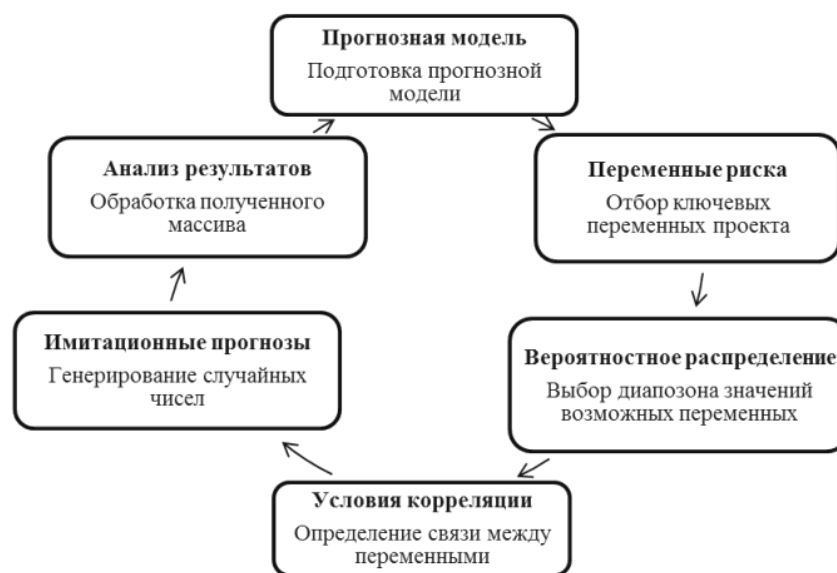 Прогнозная модель
Подготовка прогнозной
модели
Переменные риска
Отбор ключевых
переменных проекта
Вероятностное распределение
Выбор диапозона значений
возможных переменных
Условия корреляции
Определение связи между
переменными
Имитационные прогнозы
Генерирование случайных
чисел
Анализ результатов
Обработка полученного
массива